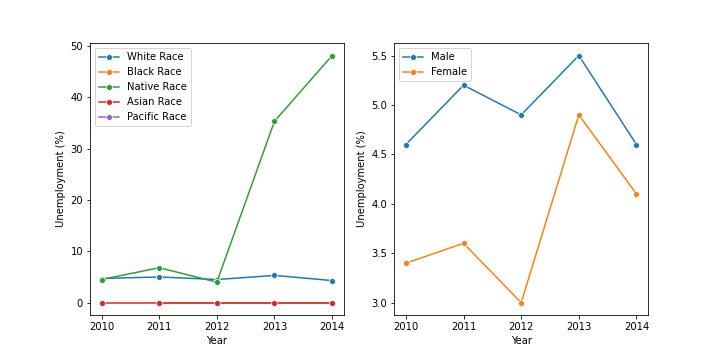 White Race
Black Race
Native Race
Asian Race
Pacific Race
50
40
30
20
10
0
Unemployment (%)
2010 2011 2012 2013 2014
Year
Male
Female
5.5
5.0
4.5
4.0
3.5
3.0
Unemployment (%)
2010 2011 2012 2013 2014
Year